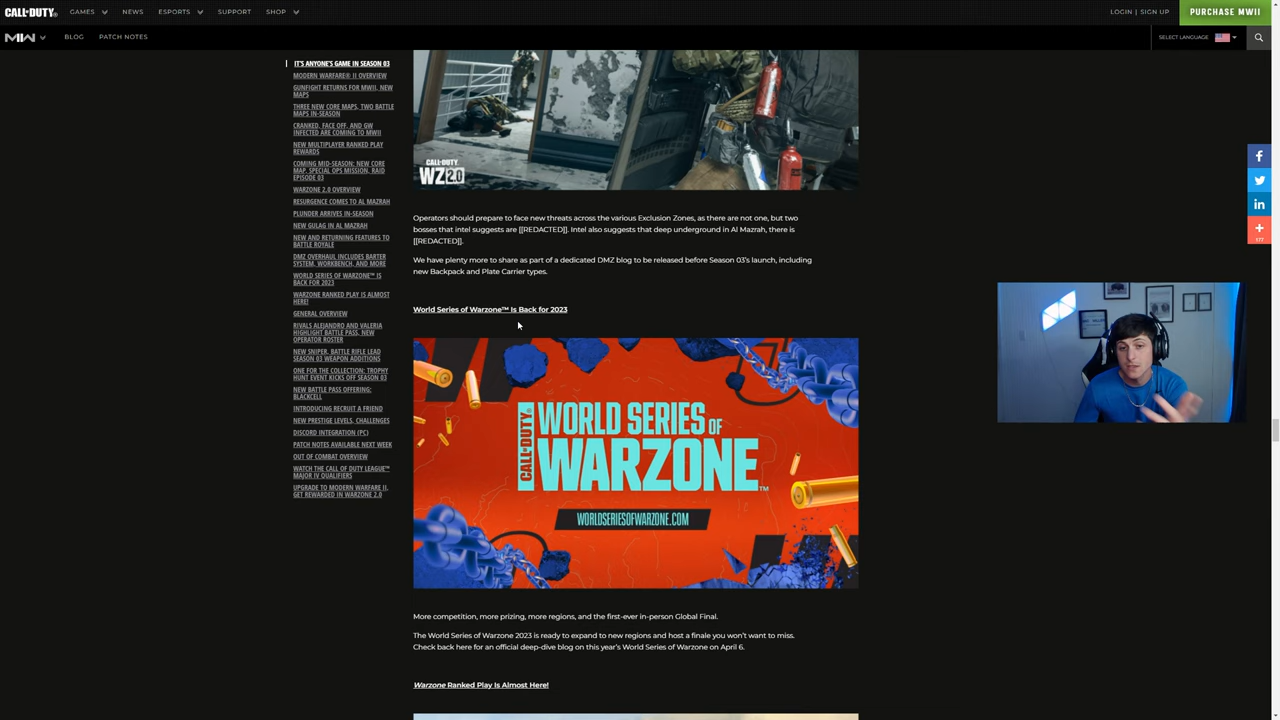 CALL OF DUTY®
GAMES
NEWS
ESPORTS
SUPPORT
SHOP
LOGIN | SIGN UP
PURCHASE MWII
MW
BLOG
PATCH NOTES
SELECT LANGUAGE
IT'S ANYONE'S GAME IN SEASON 03
MODERN WARFARE® II OVERVIEW
GUNFIGHT RETURNS FOR MWII, NEW
MAPS
THREE NEW CORE MAPS, TWO BATTLE
MAPS IN-SEASON
CRANKED, FACE OFF, AND GW
INFECTED ARE COMING TO MWII
NEW MULTIPLAYER RANKED PLAY
REWARDS
COMING MID-SEASON: NEW CORE
MAP, SPECIAL OPS MISSION, RAID
EPISODE 03
WARZONE 2.0 OVERVIEW
RESURGENCE COMES TO AL MAZRAH
PLUNDER ARRIVES IN-SEASON
NEW GULAG IN AL MAZRAH
NEW AND RETURNING FEATURES TO
BATTLE ROYALE
DMZ OVERHAUL INCLUDES BARTER
SYSTEM, WORKBENCH, AND MORE
WORLD SERIES OF WARZONE™ IS
BACK FOR 2023
WARZONE RANKED PLAY IS ALMOST
HERE!
GENERAL OVERVIEW
RIVALS ALEJANDRO AND VALERIA
HIGHLIGHT BATTLE PASS, NEW
OPERATOR ROSTER
NEW SNIPER, BATTLE RIFLE LEAD
SEASON 03 WEAPON ADDITIONS
ONE FOR THE COLLECTION: TROPHY
HUNT EVENT KICKS OFF SEASON 03
NEW BATTLE PASS OFFERING:
BLACKCELL
INTRODUCING RECRUIT A FRIEND
NEW PRESTIGE LEVELS, CHALLENGES
DISCORD INTEGRATION (PC)
PATCH NOTES AVAILABLE NEXT WEEK
OUT OF COMBAT OVERVIEW
WATCH THE CALL OF DUTY LEAGUE™
MAJOR IV QUALIFIERS
UPGRADE TO MODERN WARFARE II,
GET REWARDED IN WARZONE 2.0
CALL OF DUTY
WZ 2.0
Operators should prepare to face new threats across the various Exclusion Zones, as there are not one, but two
bosses that intel suggests are [[REDACTED]]. Intel also suggests that deep underground in Al Mazrah, there is
[[REDACTED]].
We have plenty more to share as part of a dedicated DMZ blog to be released before Season 03's launch, including
new Backpack and Plate Carrier types.
World Series of Warzone™ Is Back for 2023
CALL OF DUTY
WORLD SERIES OF
WARZONE™
WORLDSERIESOFWARZONE.COM
More competition, more prizing, more regions, and the first-ever in-person Global Final.
The World Series of Warzone 2023 is ready to expand to new regions and host a finale you won't want to miss.
Check back here for an official deep-dive blog on this year's World Series of Warzone on April 6.
Warzone Ranked Play Is Almost Here!
177